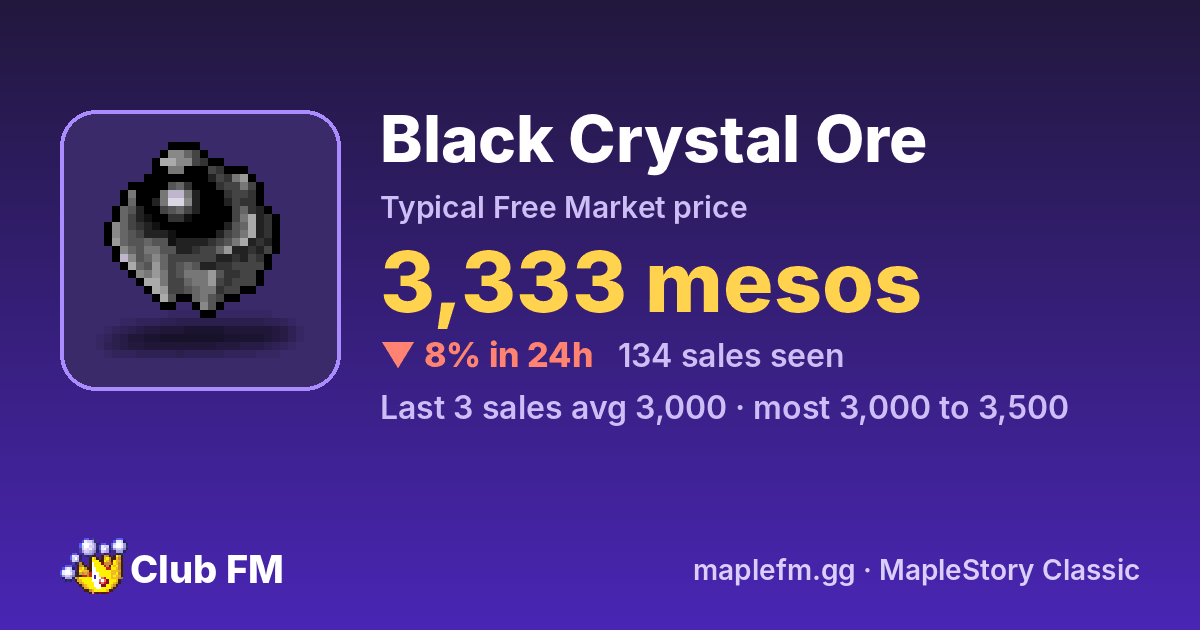 Black Crystal Ore
Typical Free Market price
3,333 mesos
▼ 8% in 24h 134 sales seen
Last 3 sales avg 3,000 · most 3,000 to 3,500
Club FM
maplefm.gg · MapleStory Classic